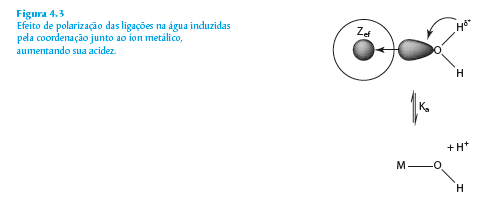 Figura 4.3
Efeito de polarização das ligações na água induzidas
pela coordenação junto ao íon metálico,
aumentando sua acidez.
Zef
Hδ+
O
H
Ka
+ H+
M
O
H